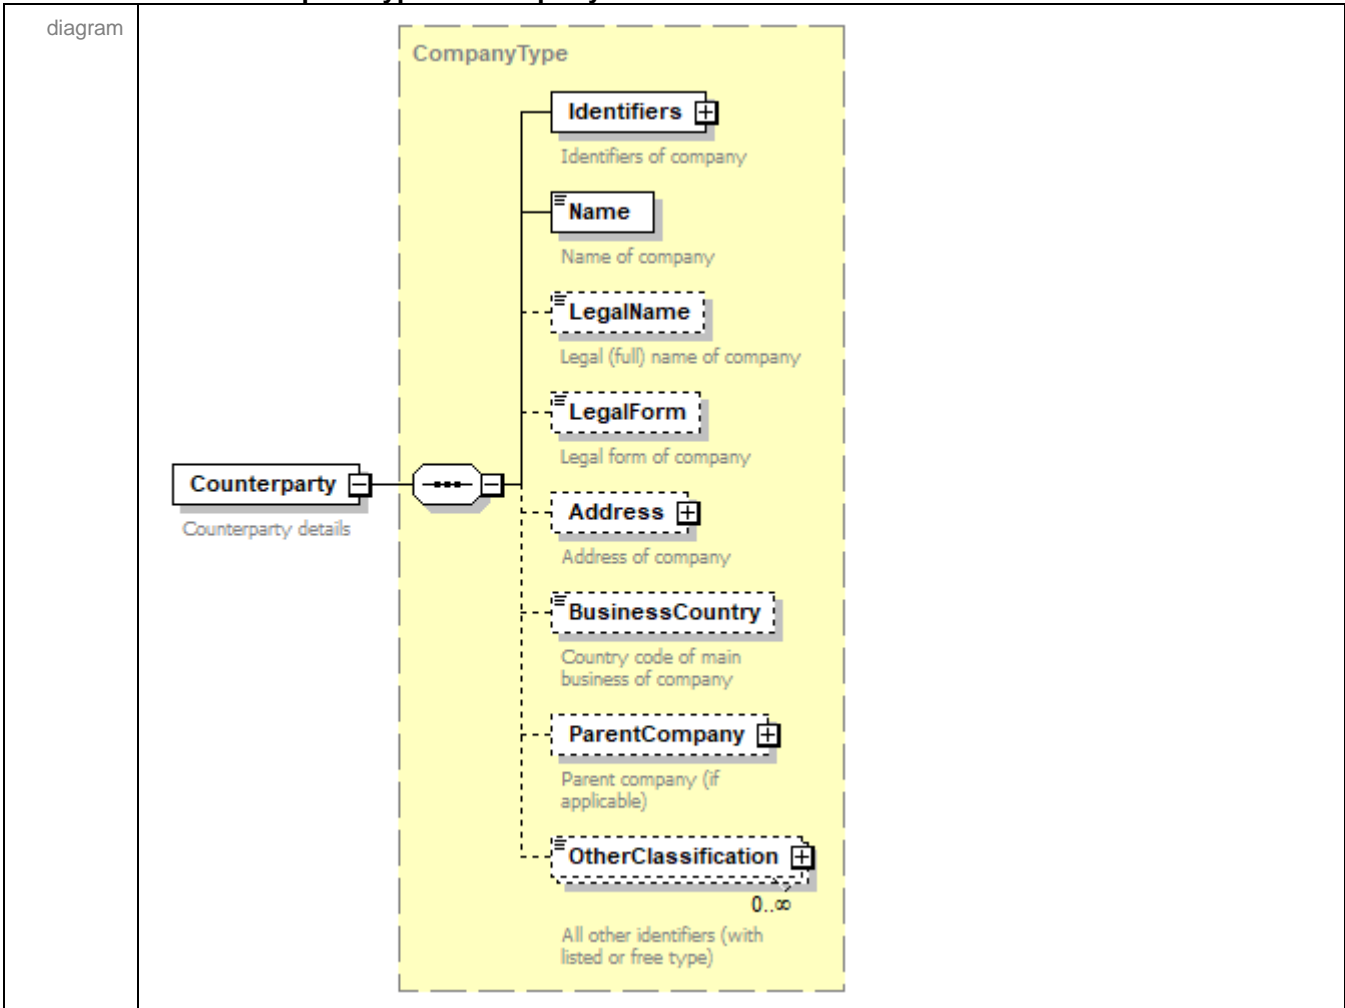 diagram
CompanyType
Identifiers
Identifiers of company
Name
Name of company
LegalName
Legal (full) name of company
LegalForm
Legal form of company
Counterparty
Counterparty details
Address
Address of company
BusinessCountry
Country code of main
business of company
ParentCompany
Parent company (if
applicable)
OtherClassification
0..∞
All other identifiers (with
listed or free type)